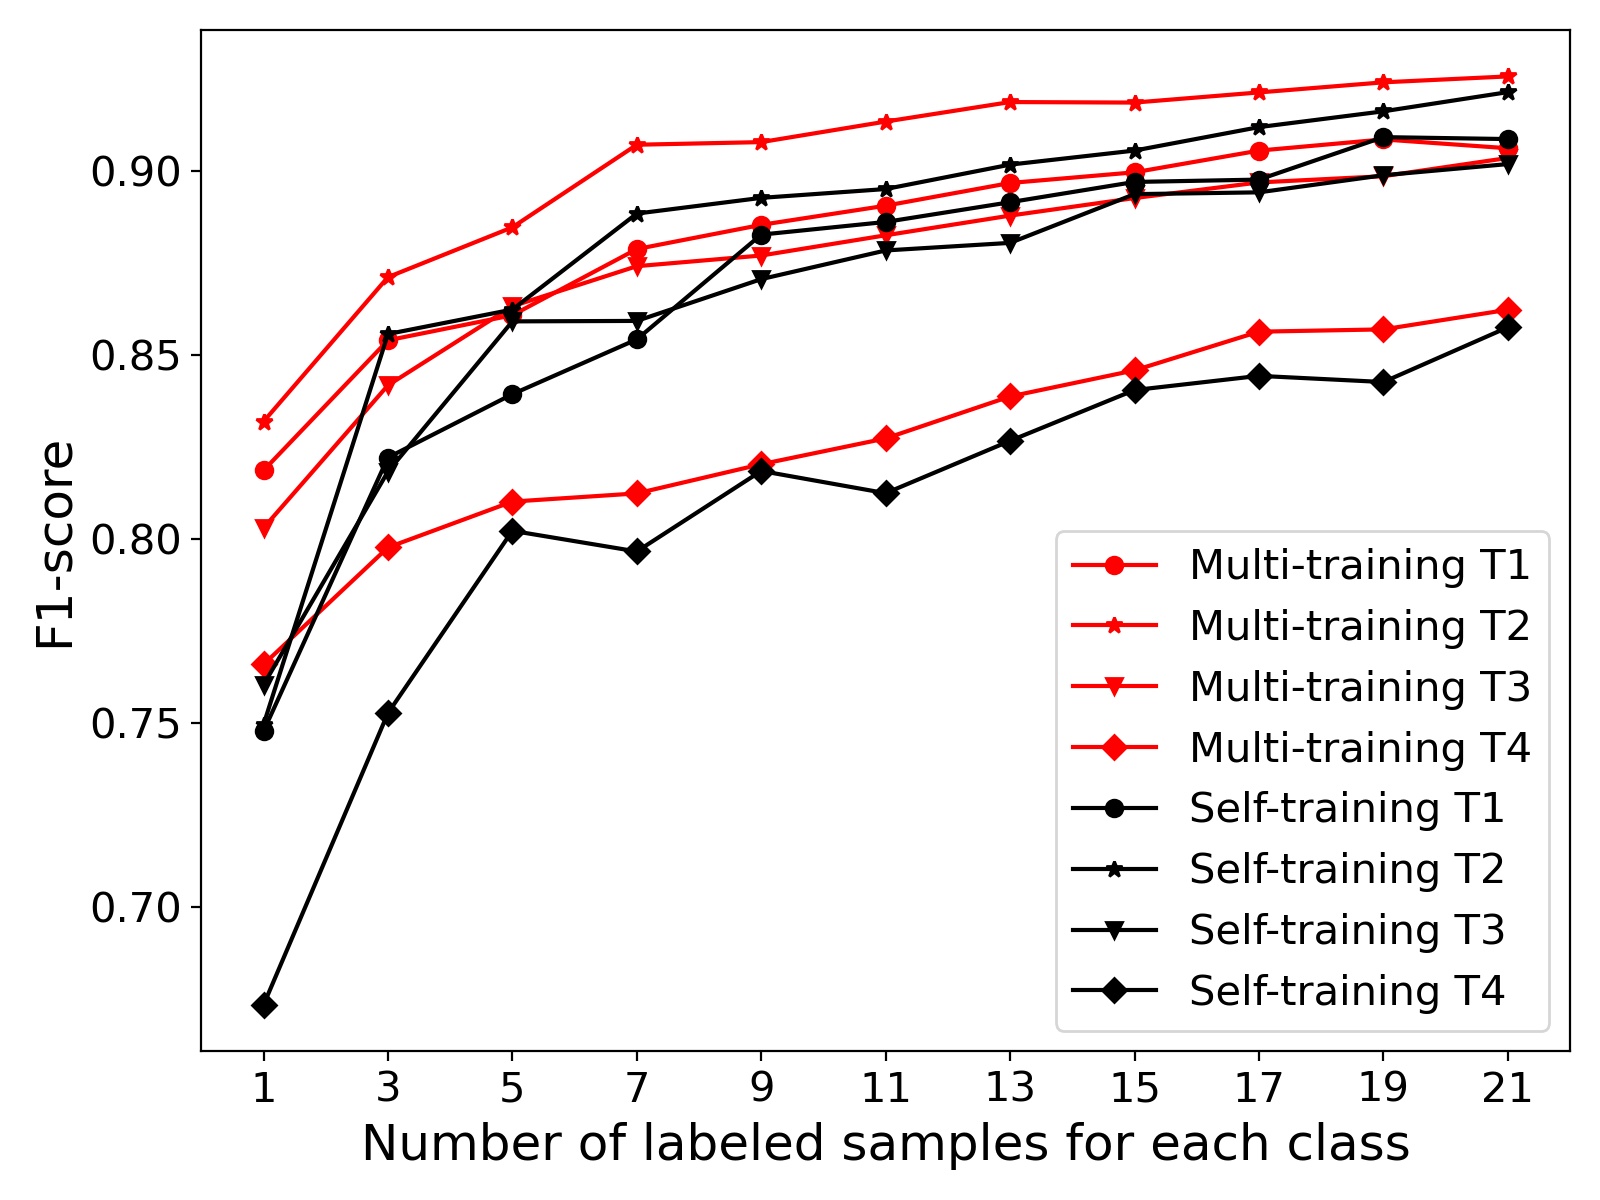 F1-score
0.90
0.85
0.80
0.75
0.70
1 3 5 7 9 11 13 15 17 19 21
Number of labeled samples for each class
Multi-training T1
Multi-training T2
Multi-training T3
Multi-training T4
Self-training T1
Self-training T2
Self-training T3
Self-training T4